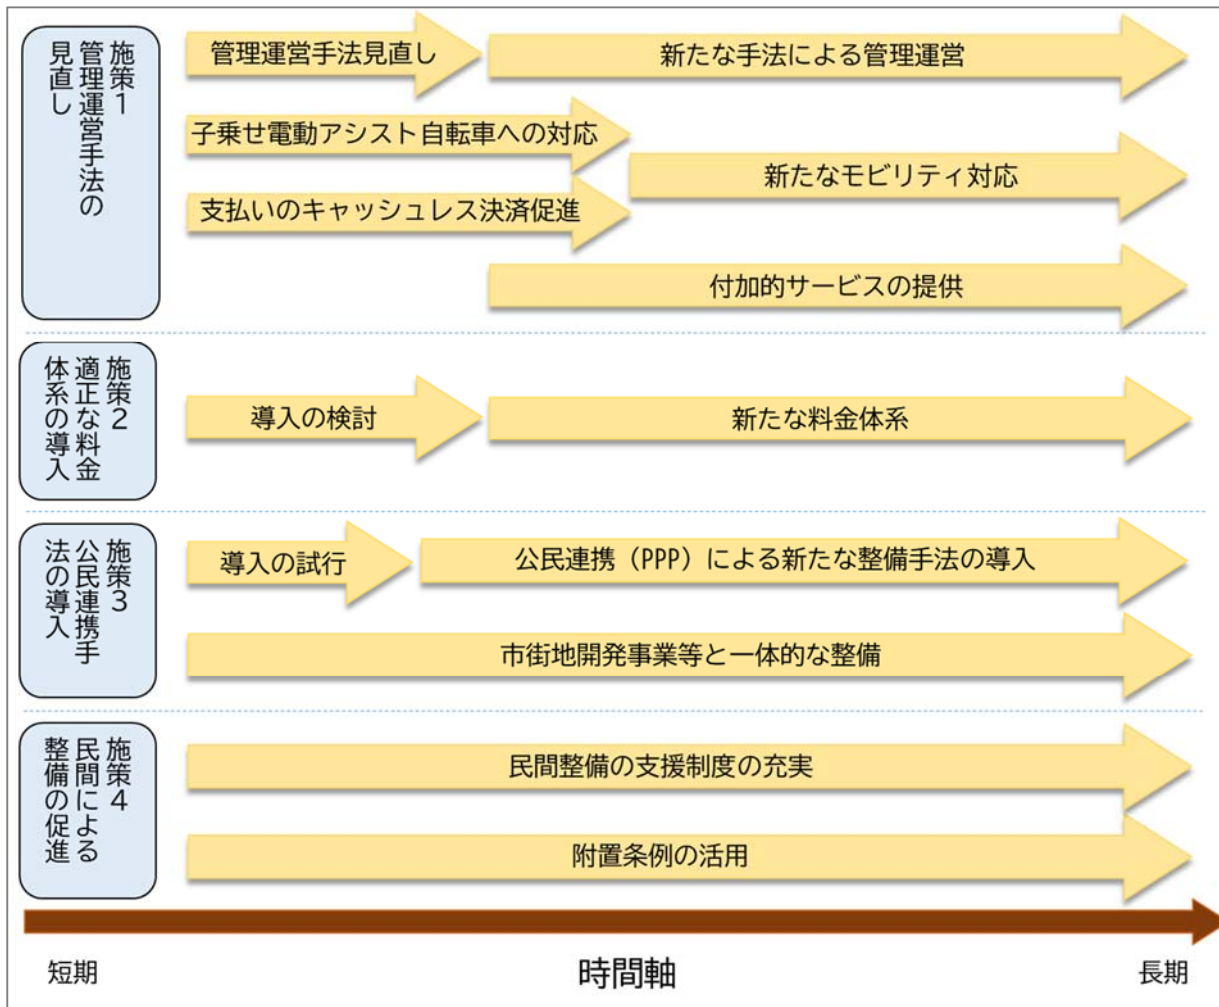 施策１
管理運営手法の
見直し
管理運営手法見直し
新たな手法による管理運営
子乗せ電動アシスト自転車への対応
新たなモビリティ対応
支払いのキャッシュレス決済促進
付加的サービスの提供
施策２
適正な料金
体系の導入
導入の検討
新たな料金体系
施策３
公民連携手
法の導入
導入の試行
公民連携（PPP）による新たな整備手法の導入
市街地開発事業等と一体的な整備
施策４
民間による
整備の促進
民間整備の支援制度の充実
附置条例の活用
短期
時間軸
長期